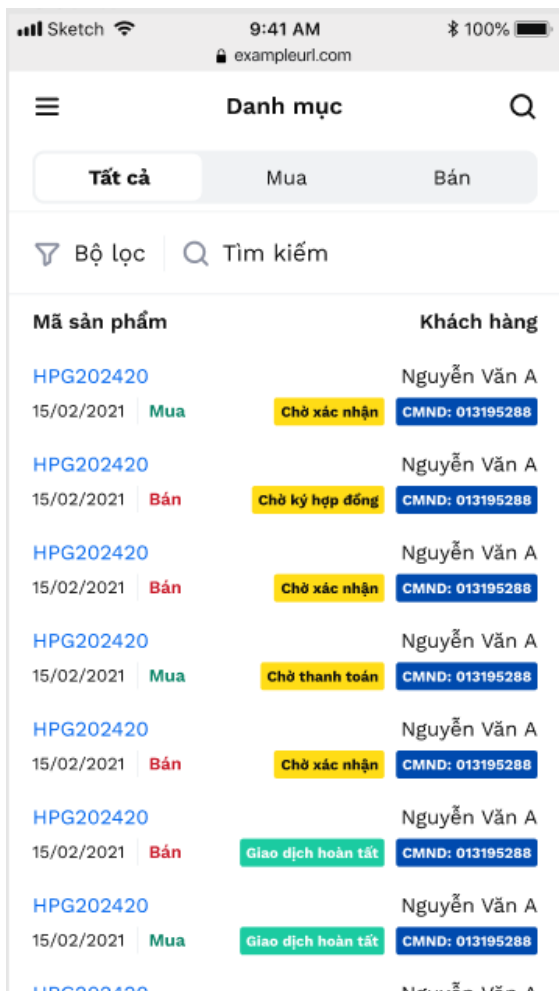 Sketch 9:41 AM 100%
exampleurl.com
Danh mục
Tất cả Mua Bán
Bộ lọc Tìm kiếm
Mã sản phẩm Khách hàng
HPG202420 Nguyễn Văn A
15/02/2021 Mua Chờ xác nhận CMND: 013195288
HPG202420 Nguyễn Văn A
15/02/2021 Bán Chờ ký hợp đồng CMND: 013195288
HPG202420 Nguyễn Văn A
15/02/2021 Bán Chờ xác nhận CMND: 013195288
HPG202420 Nguyễn Văn A
15/02/2021 Mua Chờ thanh toán CMND: 013195288
HPG202420 Nguyễn Văn A
15/02/2021 Bán Chờ xác nhận CMND: 013195288
HPG202420 Nguyễn Văn A
15/02/2021 Bán Giao dịch hoàn tất CMND: 013195288
HPG202420 Nguyễn Văn A
15/02/2021 Mua Giao dịch hoàn tất CMND: 013195288